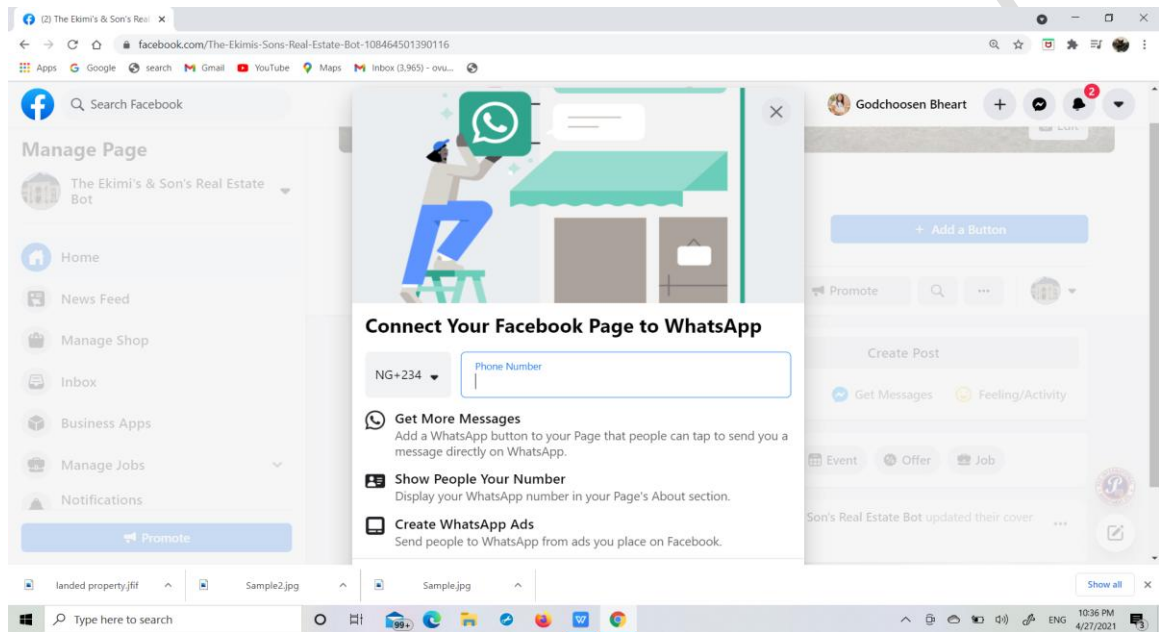 (2) The Ekimi's & Son's Real
facebook.com/The-Ekimis-Sons-Real-Estate-Bot-108464501390116
Apps Google search Gmail YouTube Maps Inbox (3,965) - ovu...
Search Facebook
Godchoosen Bheart
2
Manage Page
Edit
The Ekimi's & Son's Real Estate
Bot
+ Add a Button
Home
News Feed
Promote
Manage Shop
Connect Your Facebook Page to WhatsApp
Create Post
NG+234
Phone Number
Inbox
Get Messages Feeling/Activity
Get More Messages
Add a WhatsApp button to your Page that people can tap to send you a
message directly on WhatsApp.
Business Apps
Manage Jobs
Event Offer Job
Show People Your Number
Display your WhatsApp number in your Page's About section.
Notifications
Create WhatsApp Ads
Send people to WhatsApp from ads you place on Facebook.
Son's Real Estate Bot updated their cover
Promote
landed property.jfif Sample2.jpg Sample.jpg Show all
Type here to search
99+
W
ENG
10:36 PM
4/27/2021
3